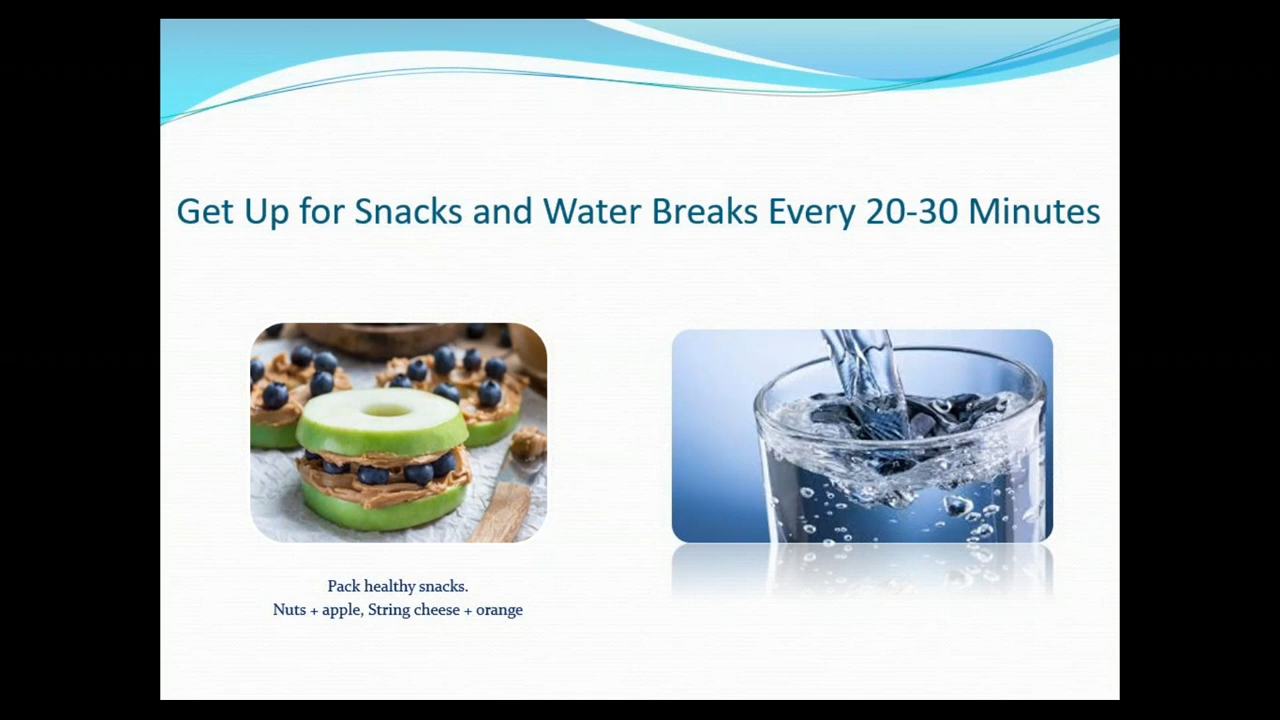 Get Up for Snacks and Water Breaks Every 20-30 Minutes
Pack healthy snacks.
Nuts + apple, String cheese + orange